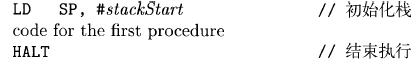 LD SP, #stackStart // 初始化栈
code for the first procedure
HALT // 结束执行